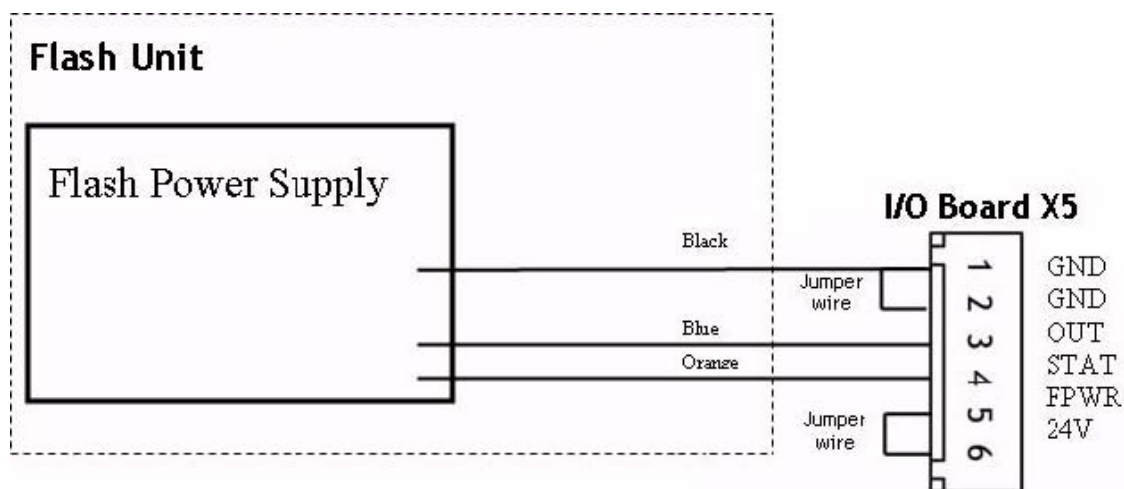 Flash Unit
Flash Power Supply
I/O Board X5
Black
Jumper
wire
Blue
Orange
Jumper
wire
1 GND
2 GND
3 OUT
4 STAT
5 FPWR
6 24V